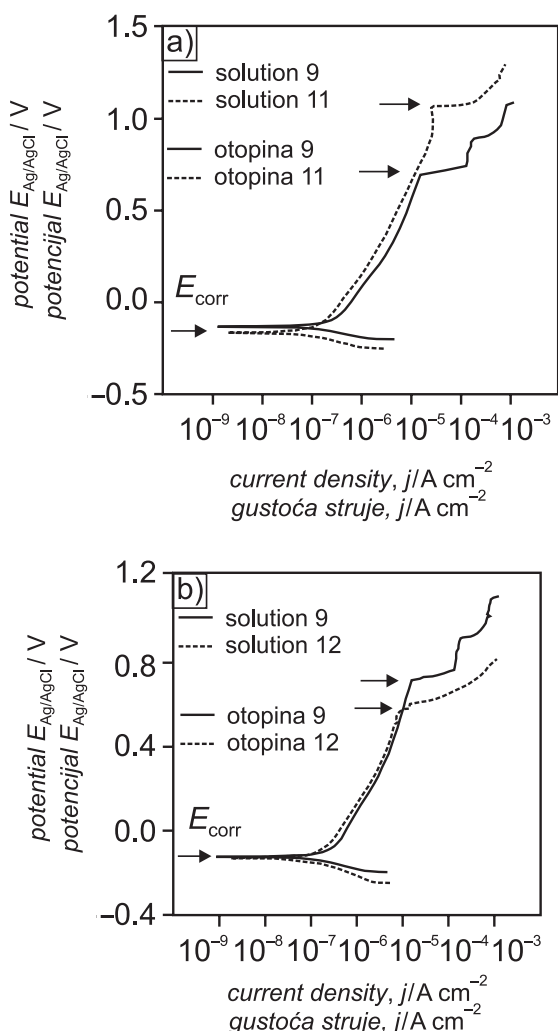 a)
solution 9
solution 11
otopina 9
otopina 11
1.5
1.0
0.5
0.0
−0.5
potential E_Ag/AgCl / V
potencijal E_Ag/AgCl / V
E_corr
10⁻⁹ 10⁻⁸ 10⁻⁷ 10⁻⁶ 10⁻⁵ 10⁻⁴ 10⁻³
current density, j/A cm⁻²
gustoća struje, j/A cm⁻²
b)
solution 9
solution 12
otopina 9
otopina 12
1.2
0.8
0.4
−0.0
−0.4
potential E_Ag/AgCl / V
potencijal E_Ag/AgCl / V
E_corr
10⁻⁹ 10⁻⁸ 10⁻⁷ 10⁻⁶ 10⁻⁵ 10⁻⁴ 10⁻³
current density, j/A cm⁻²
gustoća struje, j/A cm⁻²